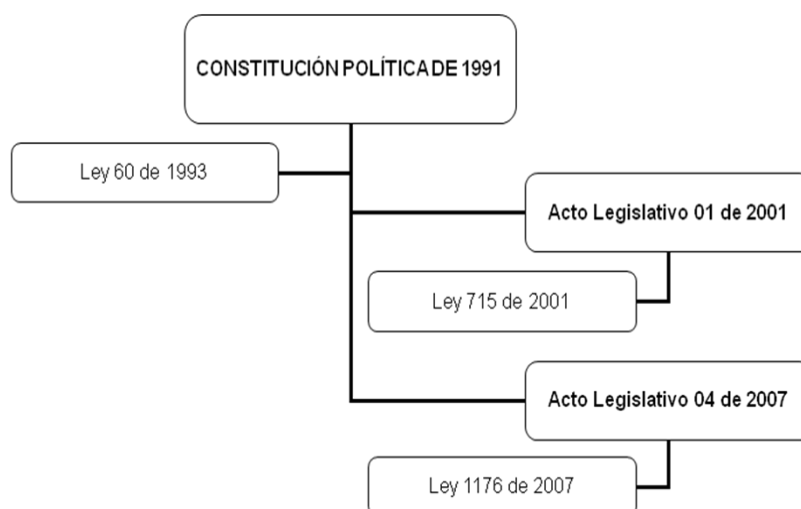 CONSTITUCIÓN POLÍTICA DE 1991
Ley 60 de 1993
Acto Legislativo 01 de 2001
Ley 715 de 2001
Acto Legislativo 04 de 2007
Ley 1176 de 2007